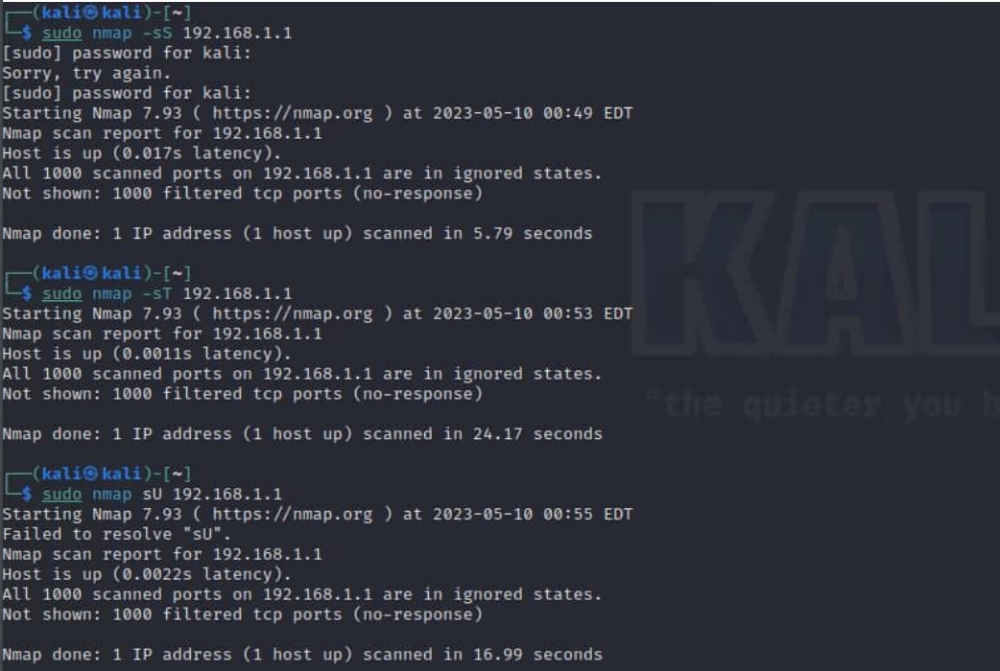 ┌──(kali㉿kali)-[~]
└─$ sudo nmap -sS 192.168.1.1
[sudo] password for kali:
Sorry, try again.
[sudo] password for kali:
Starting Nmap 7.93 ( https://nmap.org ) at 2023-05-10 00:49 EDT
Nmap scan report for 192.168.1.1
Host is up (0.017s latency).
All 1000 scanned ports on 192.168.1.1 are in ignored states.
Not shown: 1000 filtered tcp ports (no-response)
Nmap done: 1 IP address (1 host up) scanned in 5.79 seconds
┌──(kali㉿kali)-[~]
└─$ sudo nmap -sT 192.168.1.1
Starting Nmap 7.93 ( https://nmap.org ) at 2023-05-10 00:53 EDT
Nmap scan report for 192.168.1.1
Host is up (0.0011s latency).
All 1000 scanned ports on 192.168.1.1 are in ignored states.
Not shown: 1000 filtered tcp ports (no-response)
Nmap done: 1 IP address (1 host up) scanned in 24.17 seconds
┌──(kali㉿kali)-[~]
└─$ sudo nmap sU 192.168.1.1
Starting Nmap 7.93 ( https://nmap.org ) at 2023-05-10 00:55 EDT
Failed to resolve "sU".
Nmap scan report for 192.168.1.1
Host is up (0.0022s latency).
All 1000 scanned ports on 192.168.1.1 are in ignored states.
Not shown: 1000 filtered tcp ports (no-response)
Nmap done: 1 IP address (1 host up) scanned in 16.99 seconds
KAL
"the quieter you